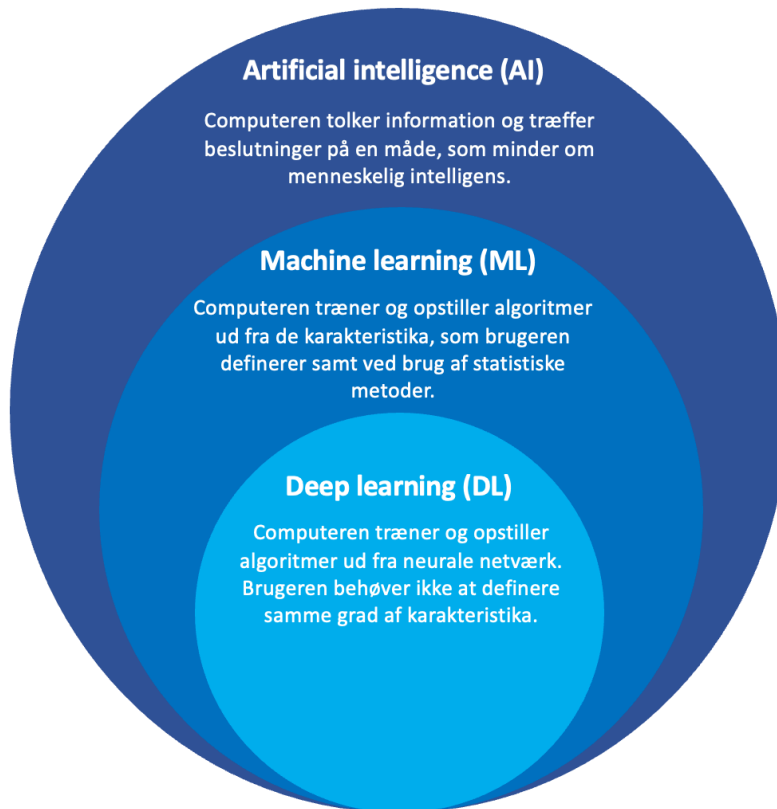 Artificial intelligence (AI)
Computeren tolker information og træffer
beslutninger på en måde, som minder om
menneskelig intelligens.
Machine learning (ML)
Computeren træner og opstiller algoritmer
ud fra de karakteristika, som brugeren
definerer samt ved brug af statistiske
metoder.
Deep learning (DL)
Computeren træner og opstiller
algoritmer ud fra neurale netværk.
Brugeren behøver ikke at definere
samme grad af karakteristika.